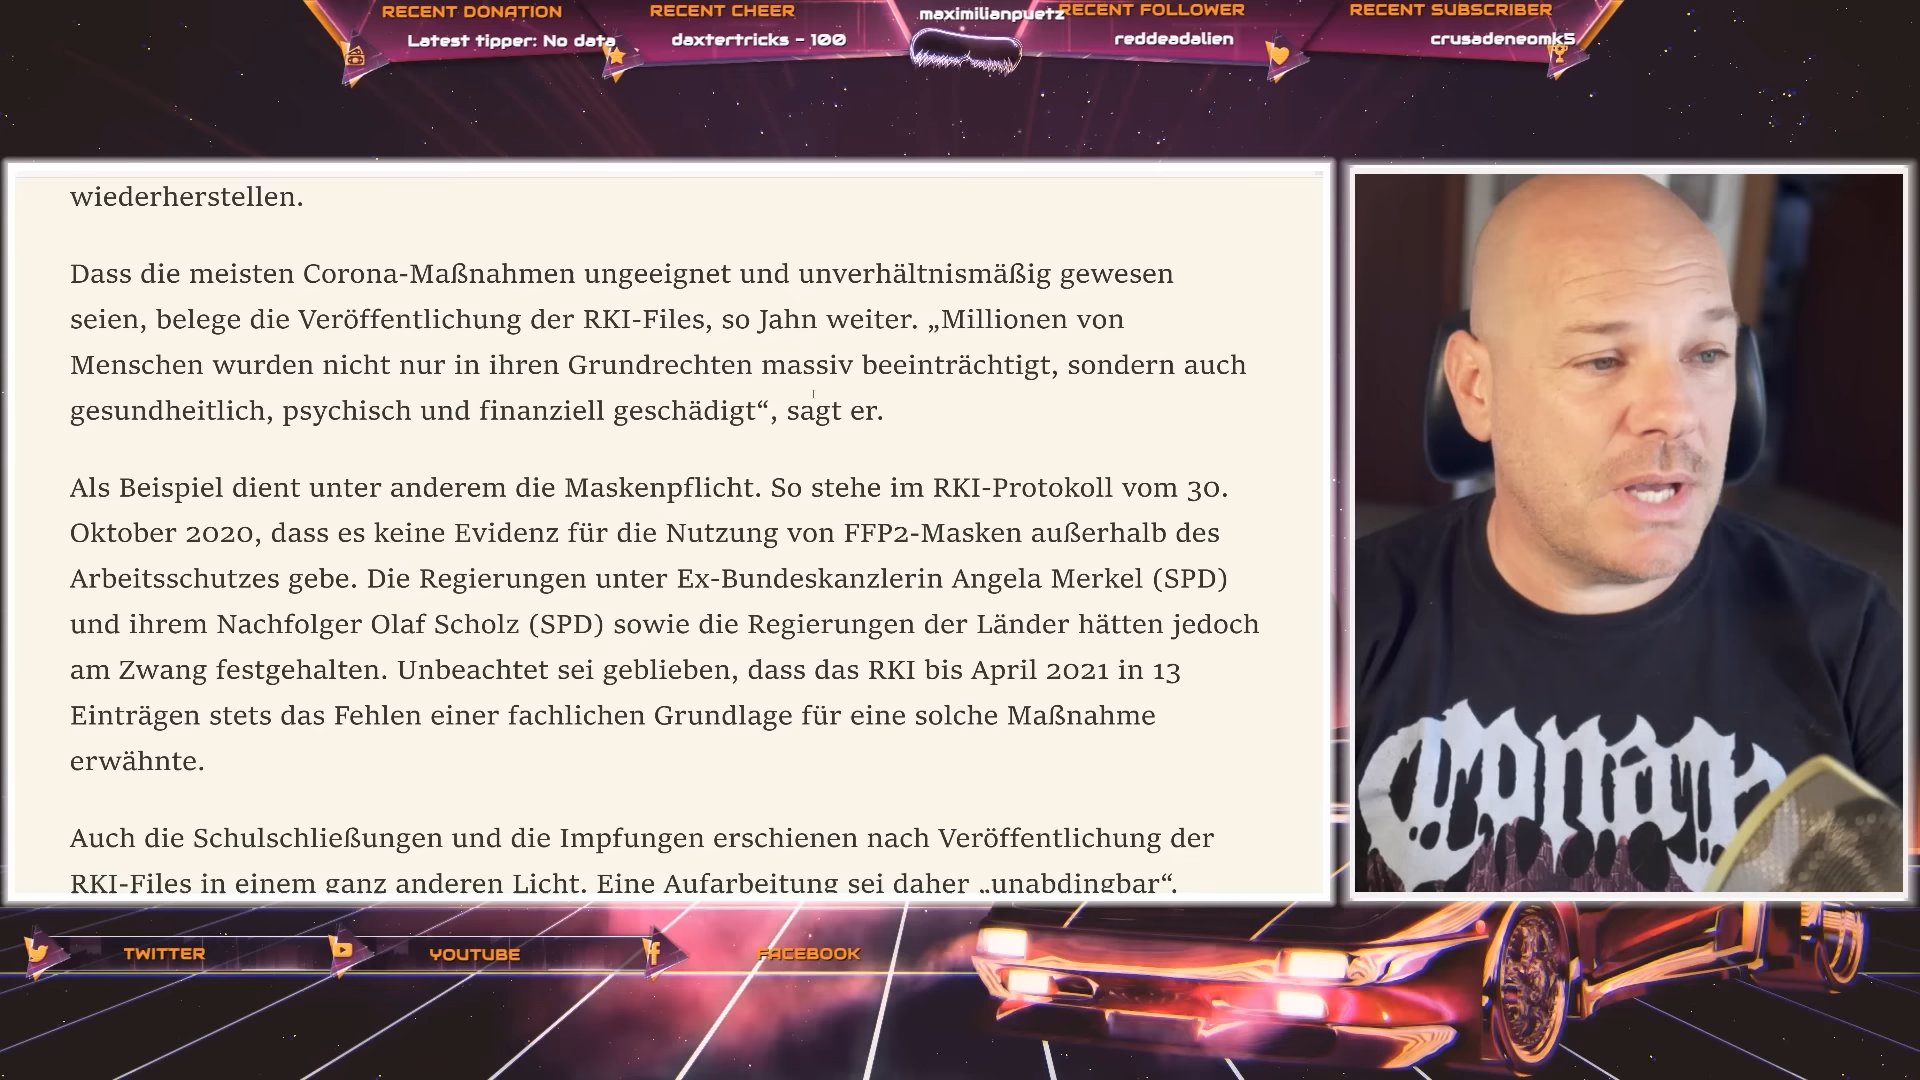 RECENT DONATION
Latest tipper: No data
RECENT CHEER
daxtertricks - 100
maximilianpuetz
RECENT FOLLOWER
reddeadalien
RECENT SUBSCRIBER
crusadeneomk5
wiederherstellen.
Dass die meisten Corona-Maßnahmen ungeeignet und unverhältnismäßig gewesen
seien, belege die Veröffentlichung der RKI-Files, so Jahn weiter. „Millionen von
Menschen wurden nicht nur in ihren Grundrechten massiv beeinträchtigt, sondern auch
gesundheitlich, psychisch und finanziell geschädigt“, sagt er.
Als Beispiel dient unter anderem die Maskenpflicht. So stehe im RKI-Protokoll vom 30.
Oktober 2020, dass es keine Evidenz für die Nutzung von FFP2-Masken außerhalb des
Arbeitsschutzes gebe. Die Regierungen unter Ex-Bundeskanzlerin Angela Merkel (SPD)
und ihrem Nachfolger Olaf Scholz (SPD) sowie die Regierungen der Länder hätten jedoch
am Zwang festgehalten. Unbeachtet sei geblieben, dass das RKI bis April 2021 in 13
Einträgen stets das Fehlen einer fachlichen Grundlage für eine solche Maßnahme
erwähnte.
Auch die Schulschließungen und die Impfungen erschienen nach Veröffentlichung der
RKI-Files in einem ganz anderen Licht. Eine Aufarbeitung sei daher „unabdingbar“.
Conan
TWITTER
YOUTUBE
FACEBOOK